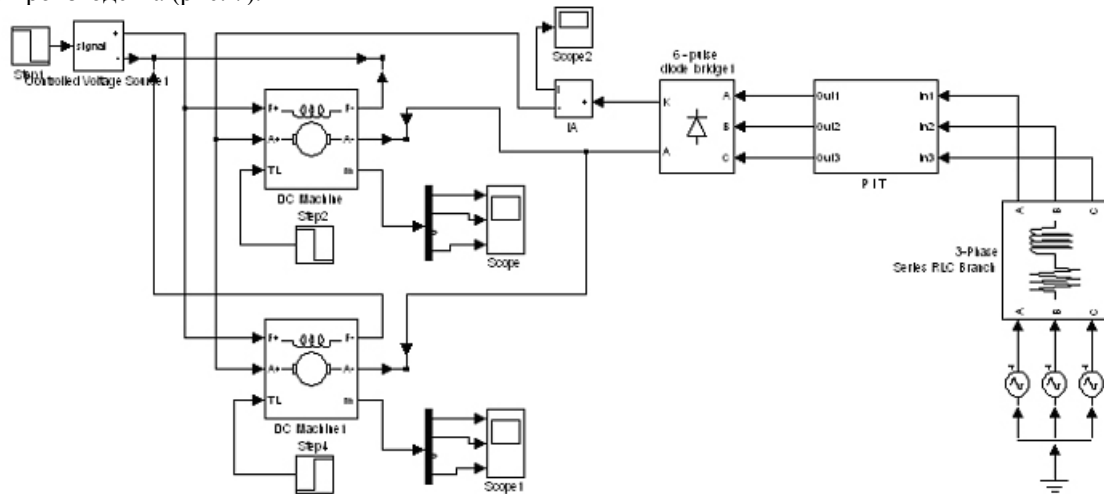 Step1
signal
+
-
Controlled Voltage Source1
F+
F-
A+
A-
TL
m
DC Machine
Step2
Scope
F+
F-
A+
A-
TL
m
DC Machine1
Step4
Scope1
Scope2
i
+
-
IA
6-pulse
diode bridge1
K
A
A
B
C
Out1
Out2
Out3
In1
In2
In3
PIT
3-Phase
Series RLC Branch
A
B
C
A
B
C